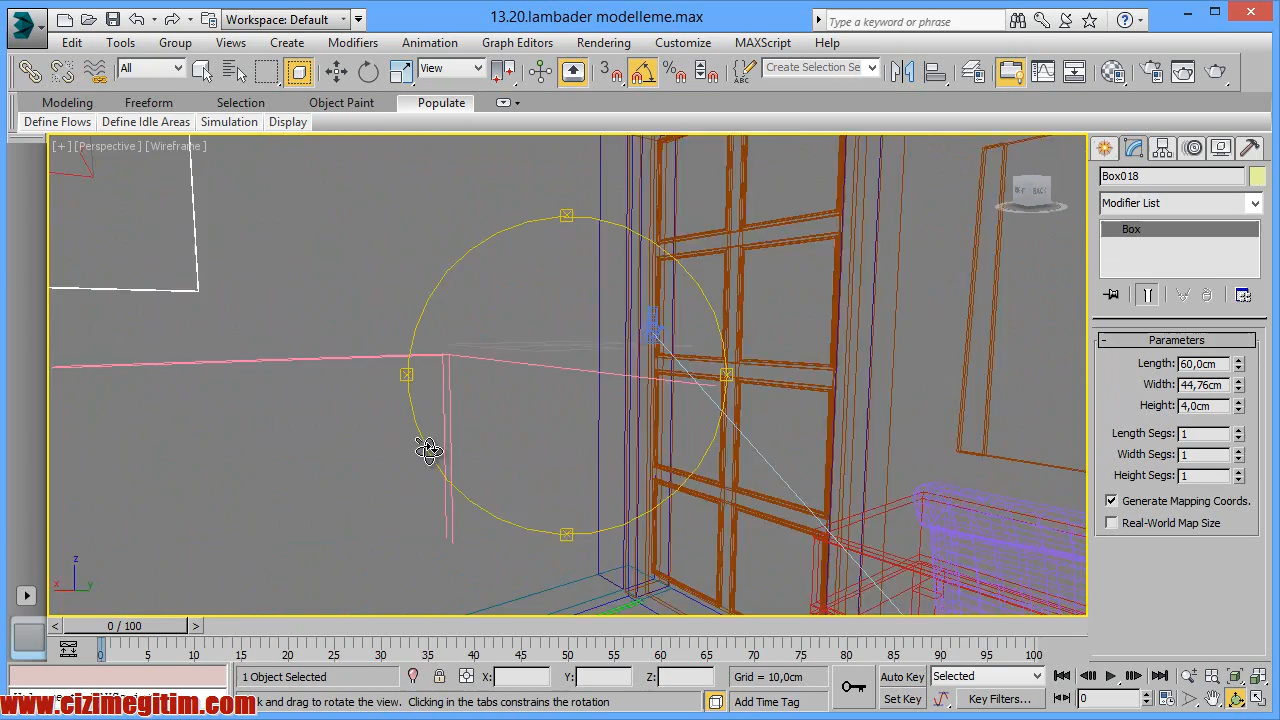 Workspace: Default
13.20.lambader modelleme.max
Type a keyword or phrase
Edit Tools Group Views Create Modifiers Animation Graph Editors Rendering Customize MAXScript Help
All
View
3
ABC
Create Selection Se
Modeling Freeform Selection Object Paint Populate
Define Flows Define Idle Areas Simulation Display
[+] [Perspective] [Wireframe]
BACK
Box018
Modifier List
Box
Parameters
Length: 60,0cm
Width: 44,76cm
Height: 4,0cm
Length Segs: 1
Width Segs: 1
Height Segs: 1
Generate Mapping Coords.
Real-World Map Size
z
x y
< 0 / 100 >
0 5 10 15 20 25 30 35 40 45 50 55 60 65 70 75 80 85 90 95 100
1 Object Selected X: Y: Z: Grid = 10,0cm Auto Key Selected
k and drag to rotate the view. Clicking in the tabs constrains the rotation Add Time Tag Set Key Key Filters... 0
www.cizimegitim.com